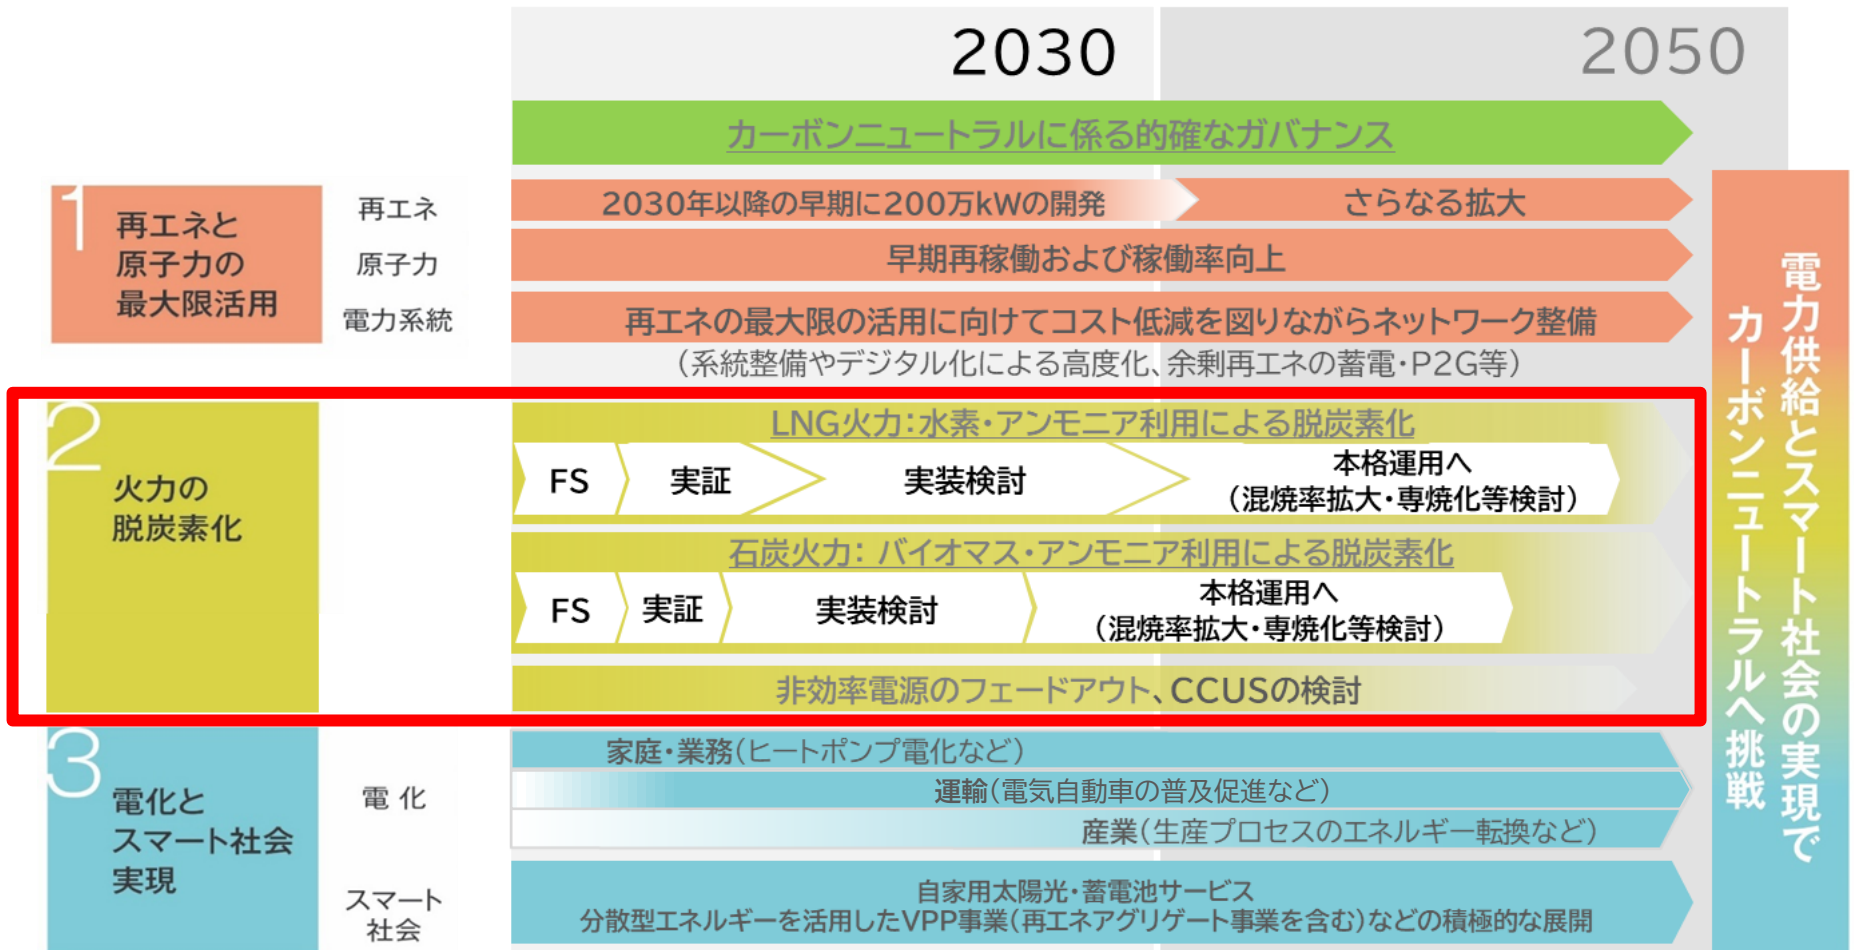 2030
2050
カーボンニュートラルに係る的確なガバナンス
1
再エネと
原子力の
最大限活用
再エネ
2030年以降の早期に200万kWの開発
さらなる拡大
原子力
早期再稼働および稼働率向上
電力系統
再エネの最大限の活用に向けてコスト低減を図りながらネットワーク整備
(系統整備やデジタル化による高度化、余剰再エネの蓄電・P2G等)
2
火力の
脱炭素化
LNG火力:水素・アンモニア利用による脱炭素化
FS
実証
実装検討
本格運用へ
(混焼率拡大・専焼化等検討)
石炭火力: バイオマス・アンモニア利用による脱炭素化
FS
実証
実装検討
本格運用へ
(混焼率拡大・専焼化等検討)
非効率電源のフェードアウト、CCUSの検討
3
電化と
スマート社会
実現
電 化
家庭・業務(ヒートポンプ電化など)
運輸(電気自動車の普及促進など)
産業(生産プロセスのエネルギー転換など)
スマート
社会
自家用太陽光・蓄電池サービス
分散型エネルギーを活用したVPP事業(再エネアグリゲート事業を含む)などの積極的な展開
電力供給とスマート社会の実現で
カーボンニュートラルへ挑戦